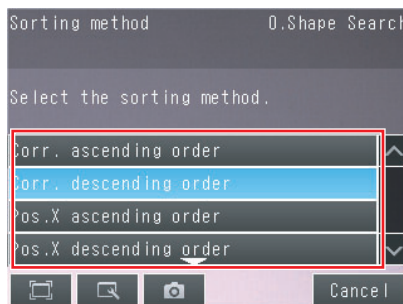 Sorting method 0.Shape Search
Select the sorting method.
Corr. ascending order
Corr. descending order
Pos.X ascending order
Pos.X descending order
Cancel